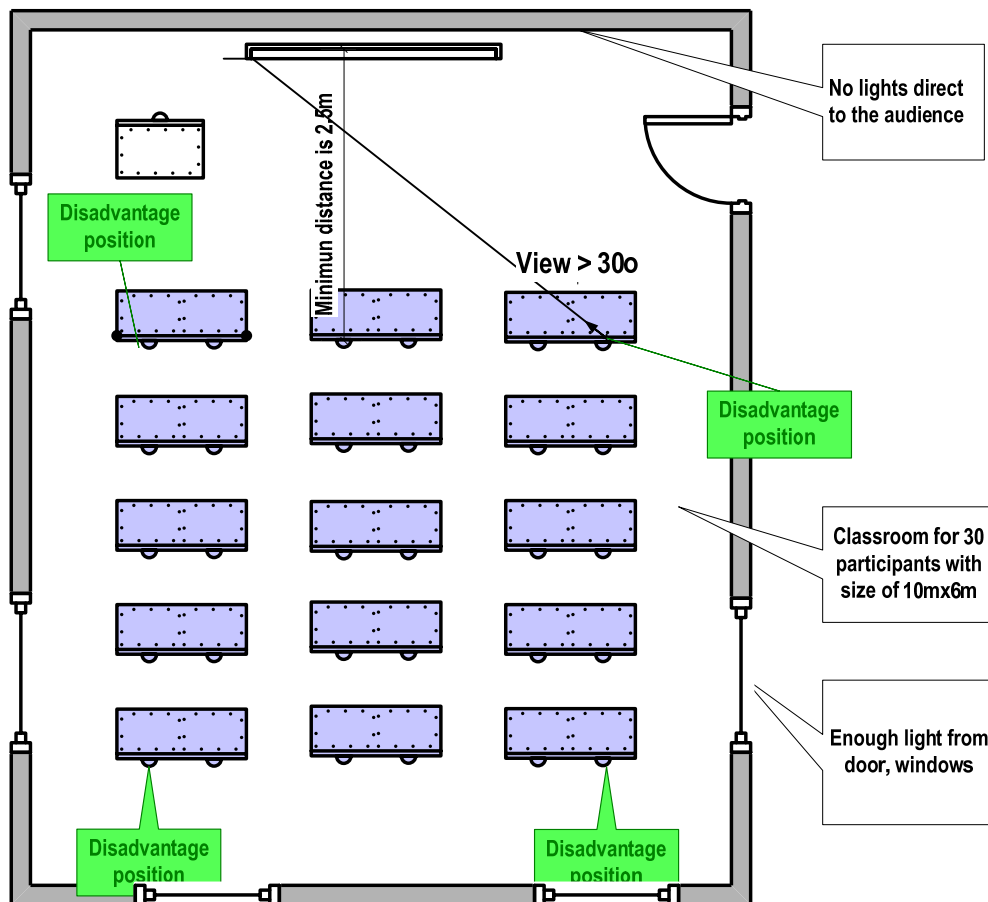 No lights direct
to the audience
Disadvantage
position
Minimun distance is 2,5m
View > 30o
Disadvantage
position
Classroom for 30
participants with
size of 10mx6m
Enough light from
door, windows
Disadvantage
position
Disadvantage
position